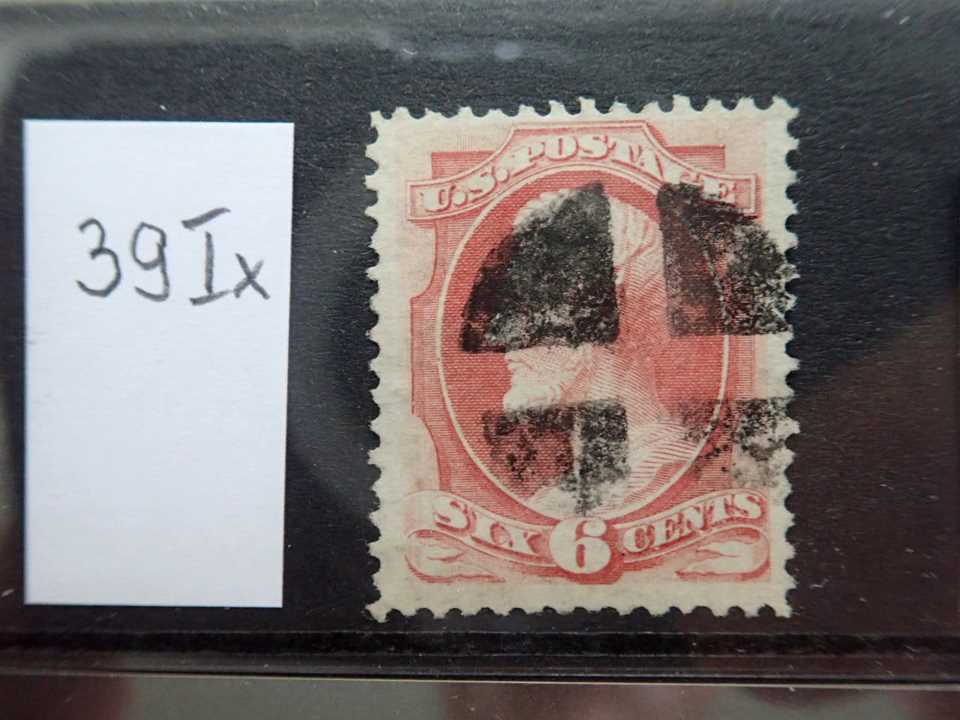 39Ix
U.S. POSTAGE
SIX 6 CENTS